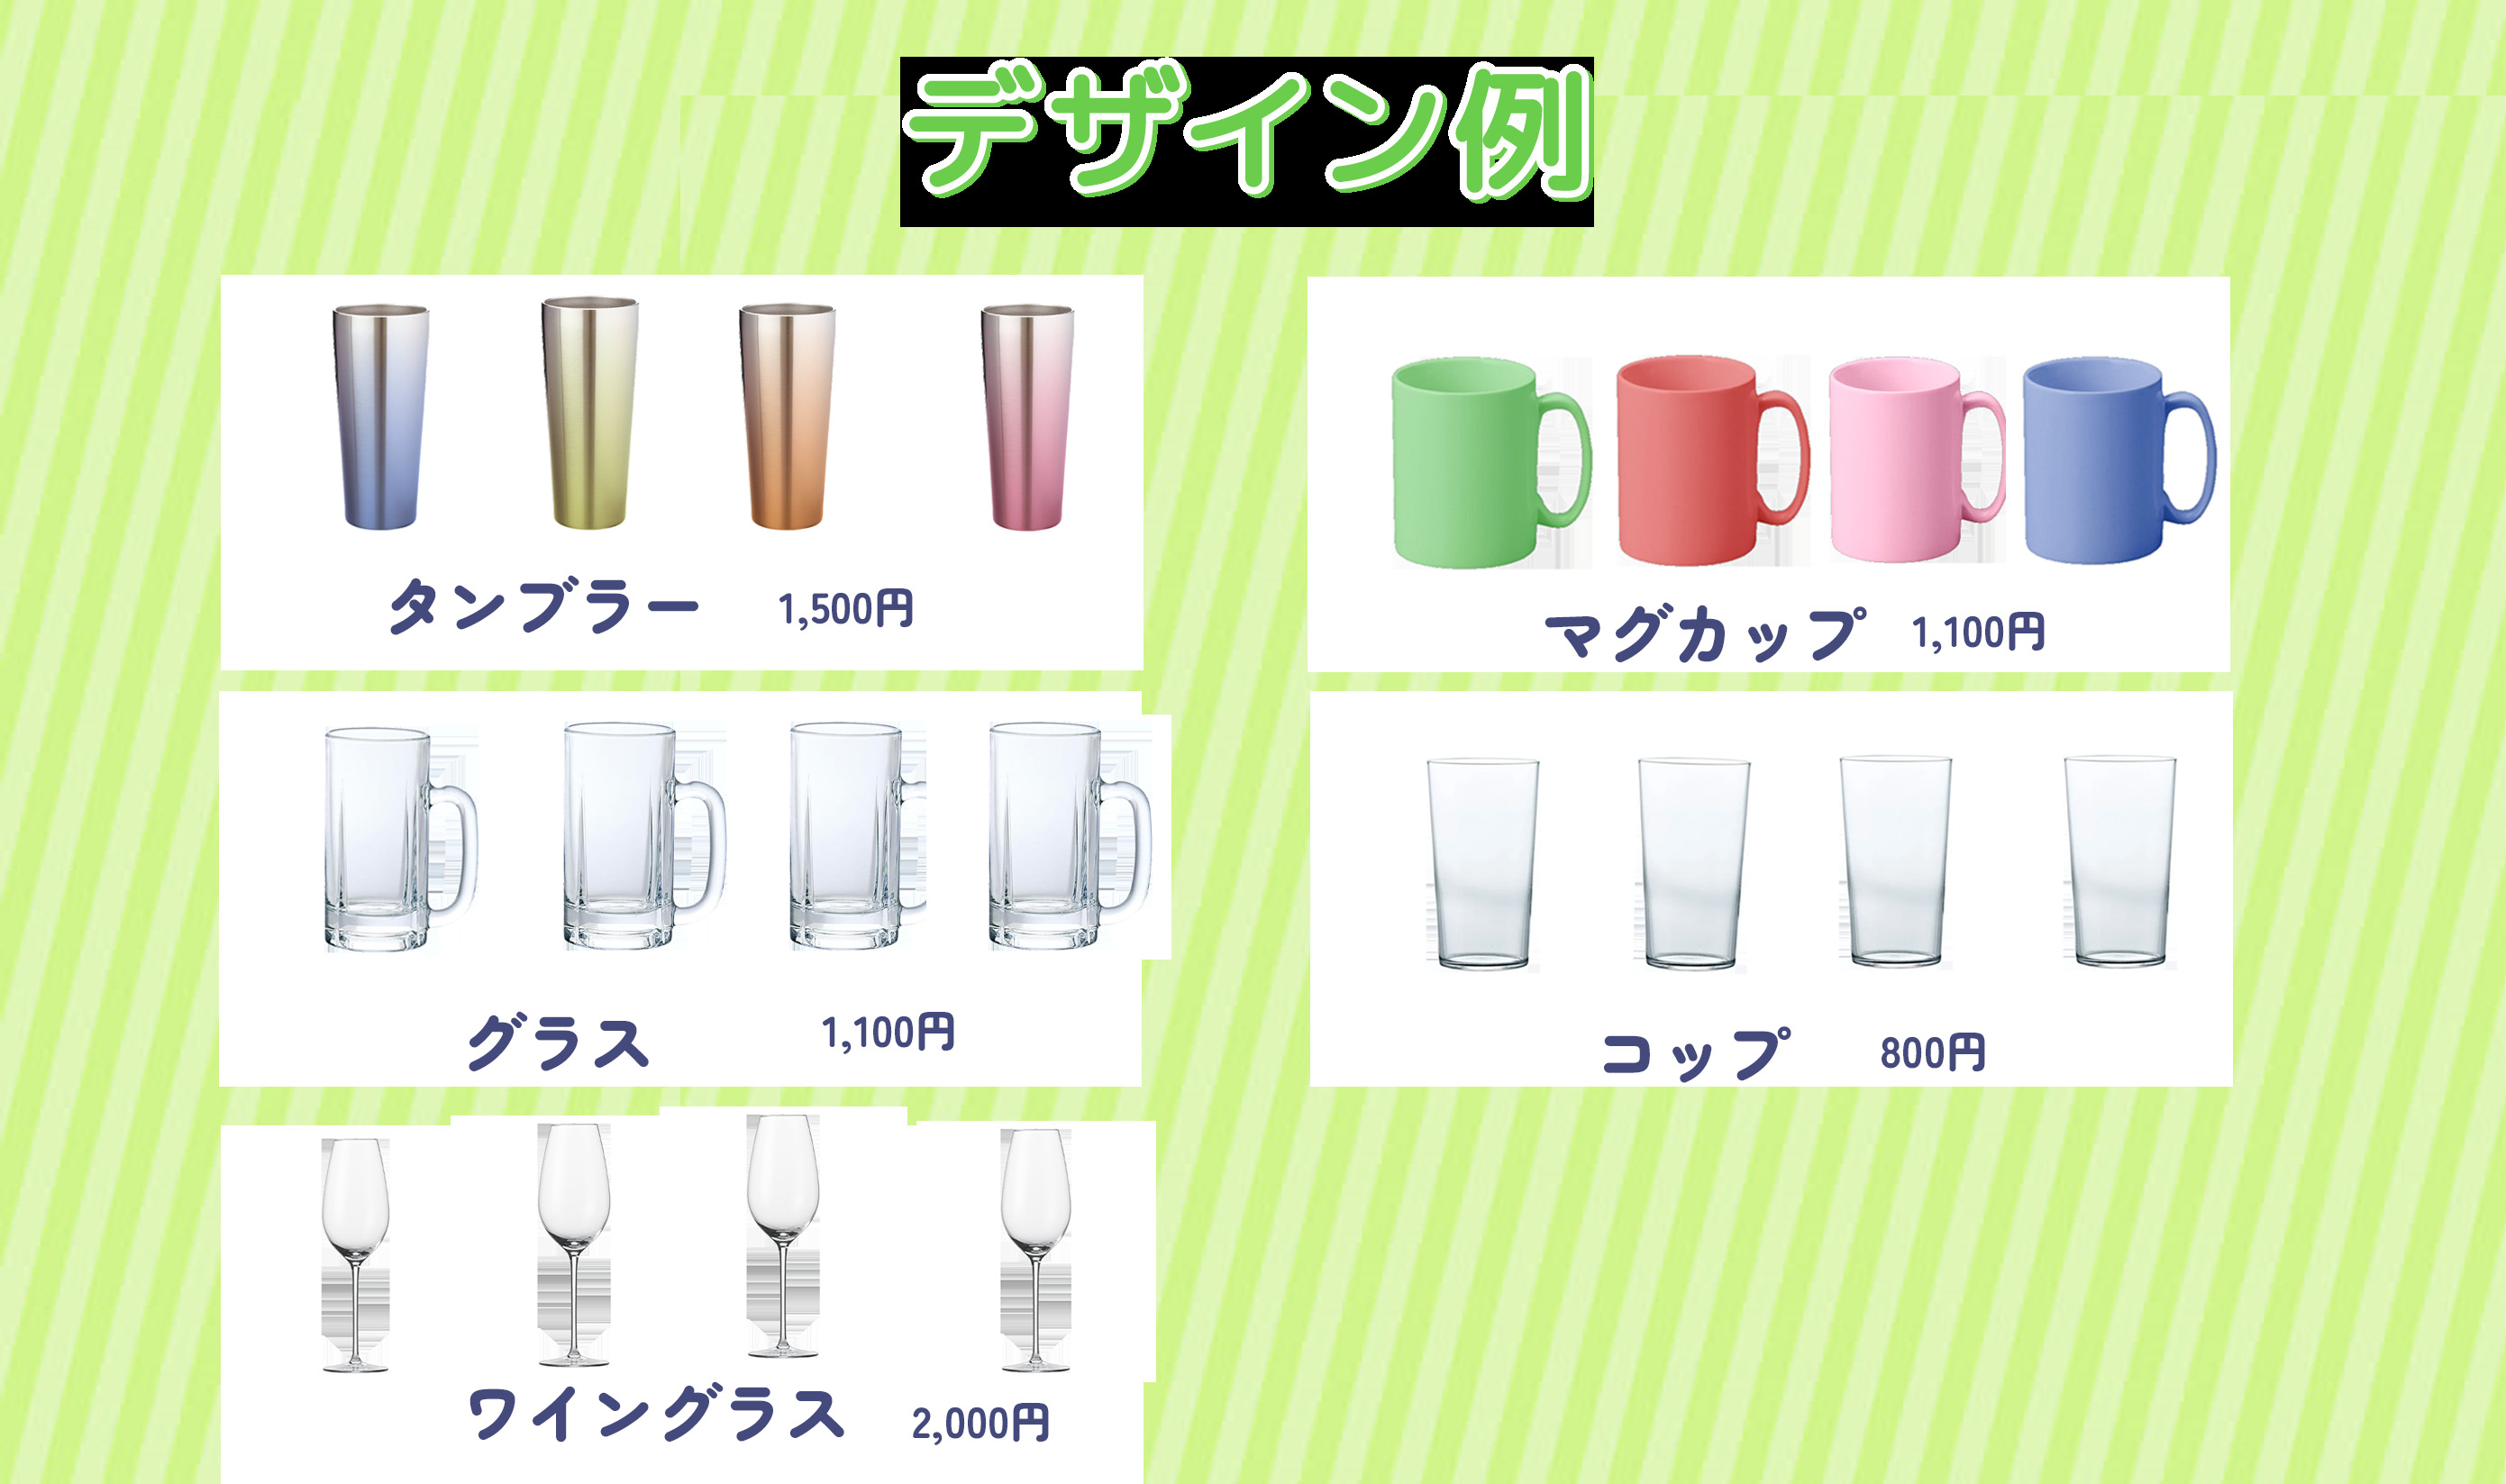 デザイン例
タンブラー 1,500円
マグカップ 1,100円
グラス 1,100円
コップ 800円
ワイングラス 2,000円